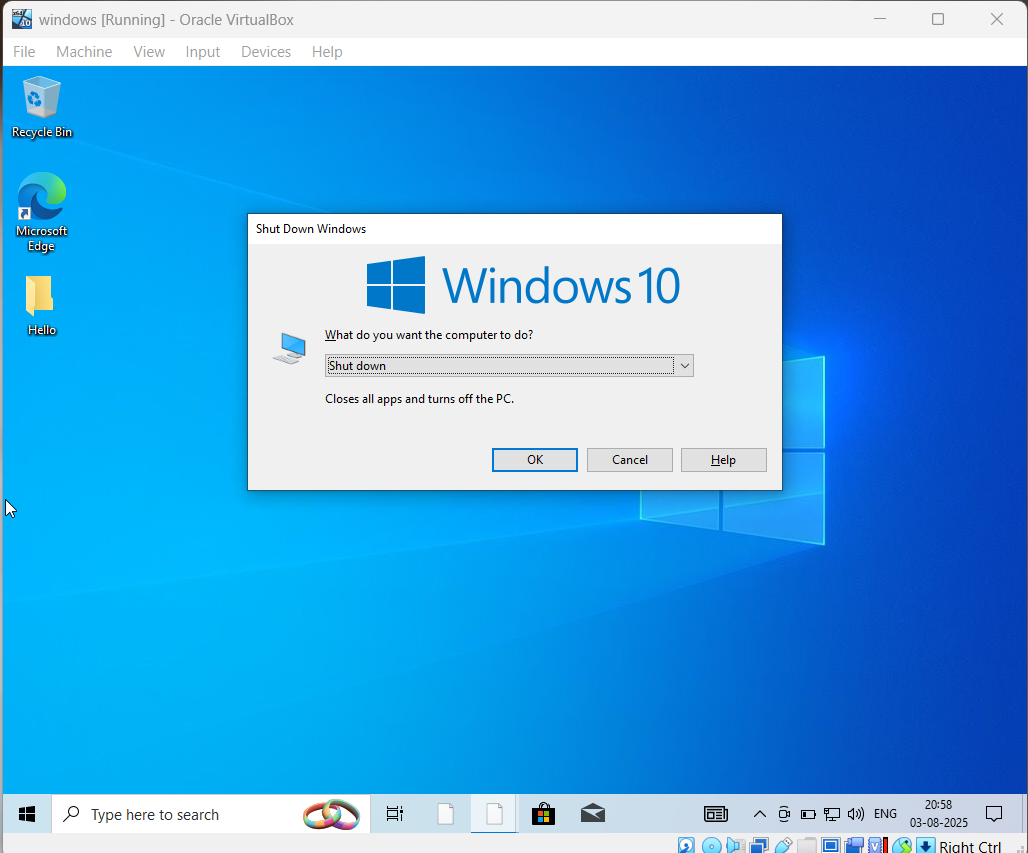 windows [Running] - Oracle VirtualBox
File Machine View Input Devices Help
Recycle Bin
Microsoft
Edge
Hello
Shut Down Windows
Windows 10
What do you want the computer to do?
Shut down
Closes all apps and turns off the PC.
OK Cancel Help
Type here to search
ENG
20:58
03-08-2025
Right Ctrl